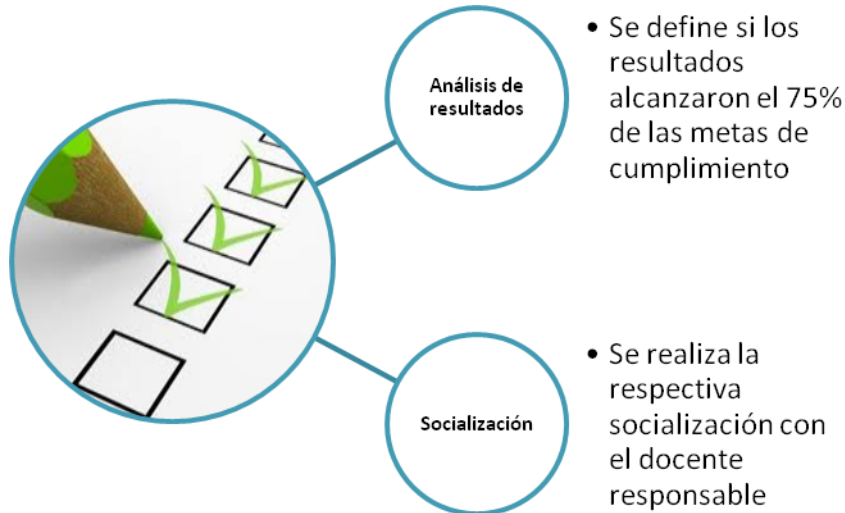 Análisis de
resultados
• Se define si los
resultados
alcanzaron el 75%
de las metas de
cumplimiento
Socialización
• Se realiza la
respectiva
socialización con
el docente
responsable